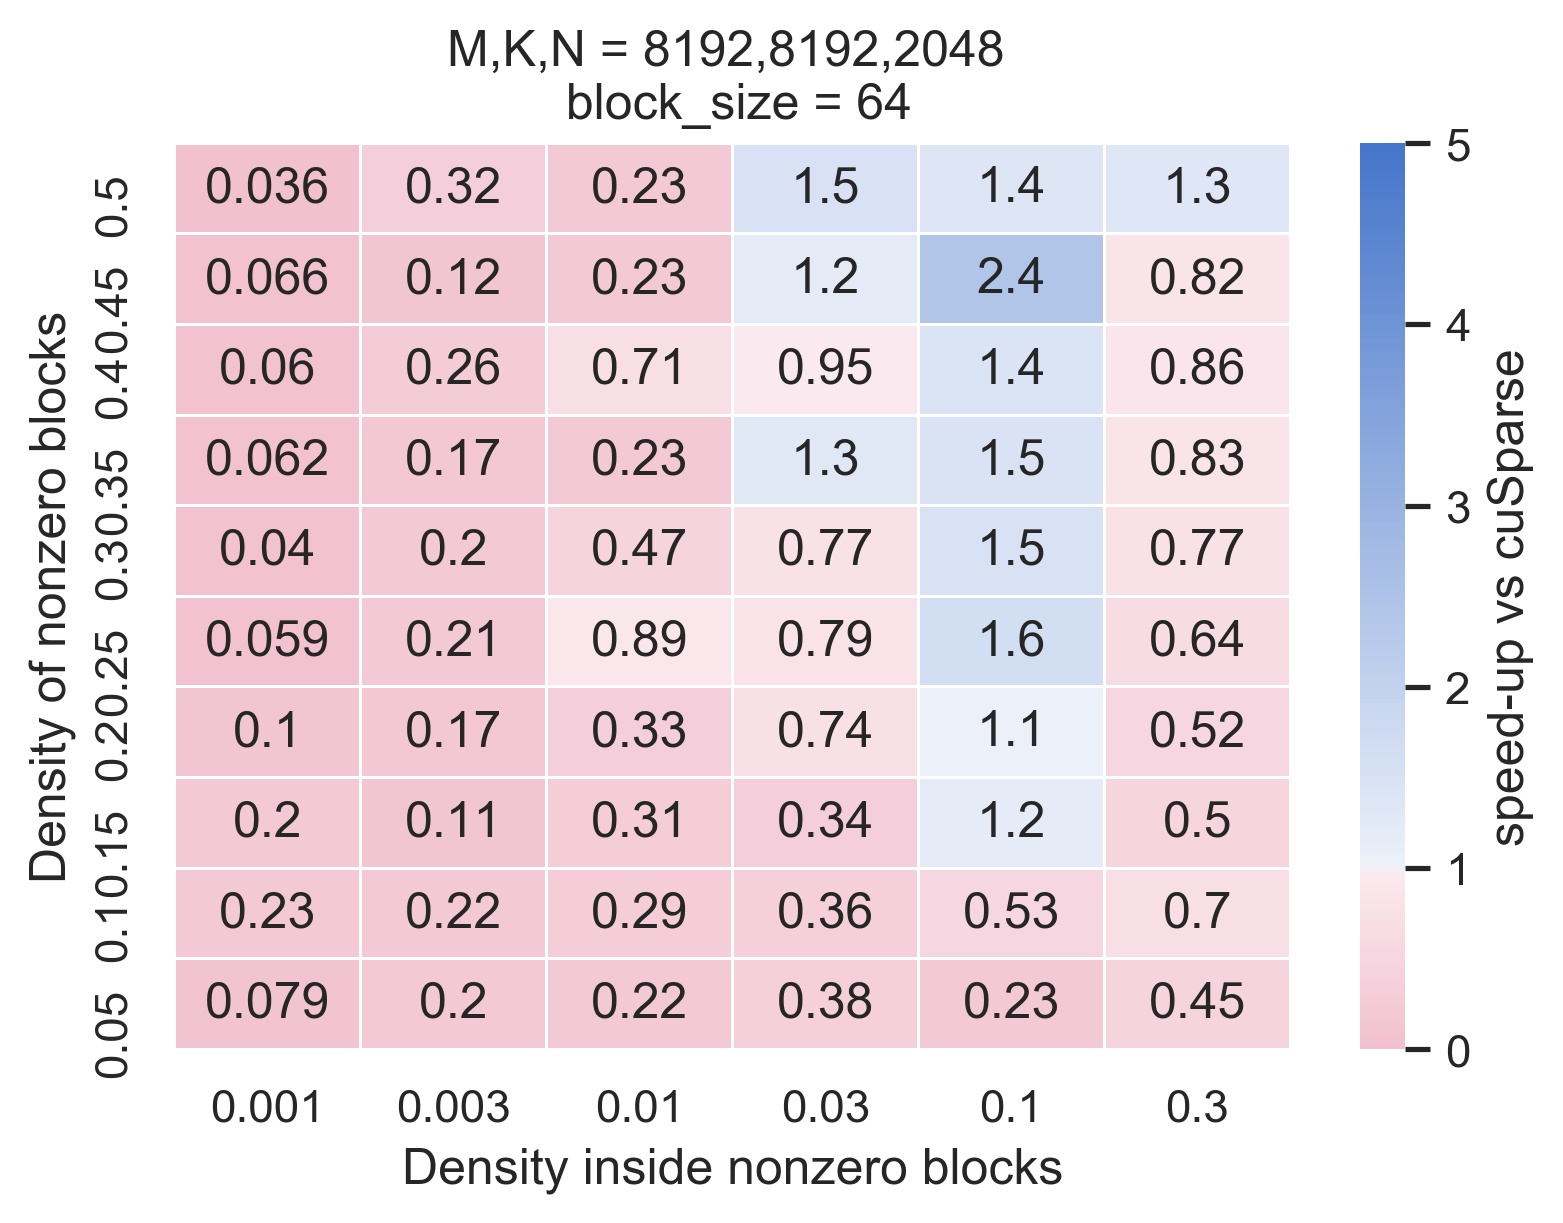 M,K,N = 8192,8192,2048
block_size = 64
Density of nonzero blocks
0.5 0.036 0.32 0.23 1.5 1.4 1.3
0.45 0.066 0.12 0.23 1.2 2.4 0.82
0.4 0.06 0.26 0.71 0.95 1.4 0.86
0.35 0.062 0.17 0.23 1.3 1.5 0.83
0.3 0.04 0.2 0.47 0.77 1.5 0.77
0.25 0.059 0.21 0.89 0.79 1.6 0.64
0.2 0.1 0.17 0.33 0.74 1.1 0.52
0.15 0.2 0.11 0.31 0.34 1.2 0.5
0.1 0.23 0.22 0.29 0.36 0.53 0.7
0.05 0.079 0.2 0.22 0.38 0.23 0.45
0.001 0.003 0.01 0.03 0.1 0.3
Density inside nonzero blocks
5
4
3
2
1
0
speed-up vs cuSparse